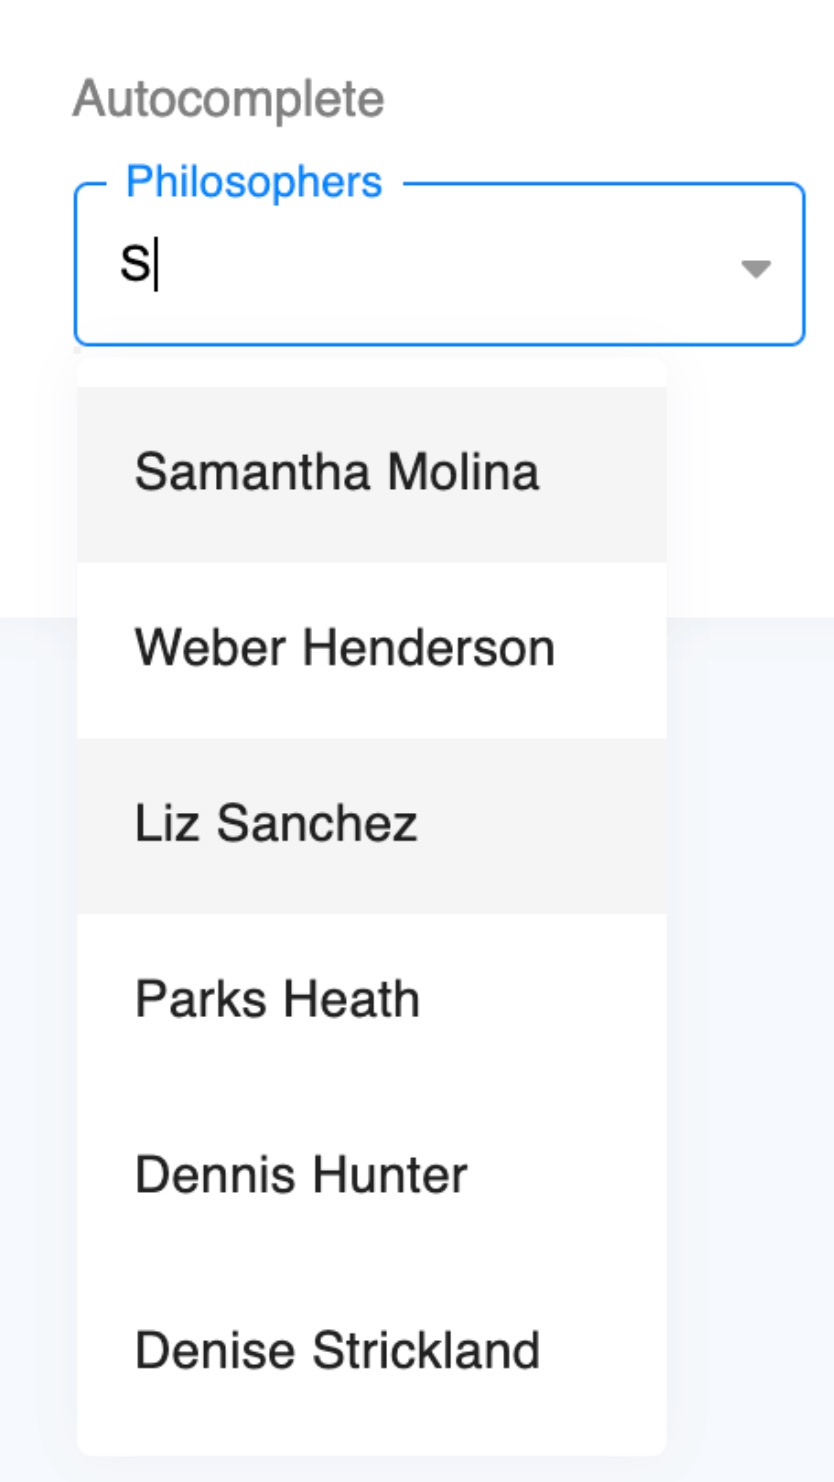 Autocomplete
Philosophers
S
Samantha Molina
Weber Henderson
Liz Sanchez
Parks Heath
Dennis Hunter
Denise Strickland